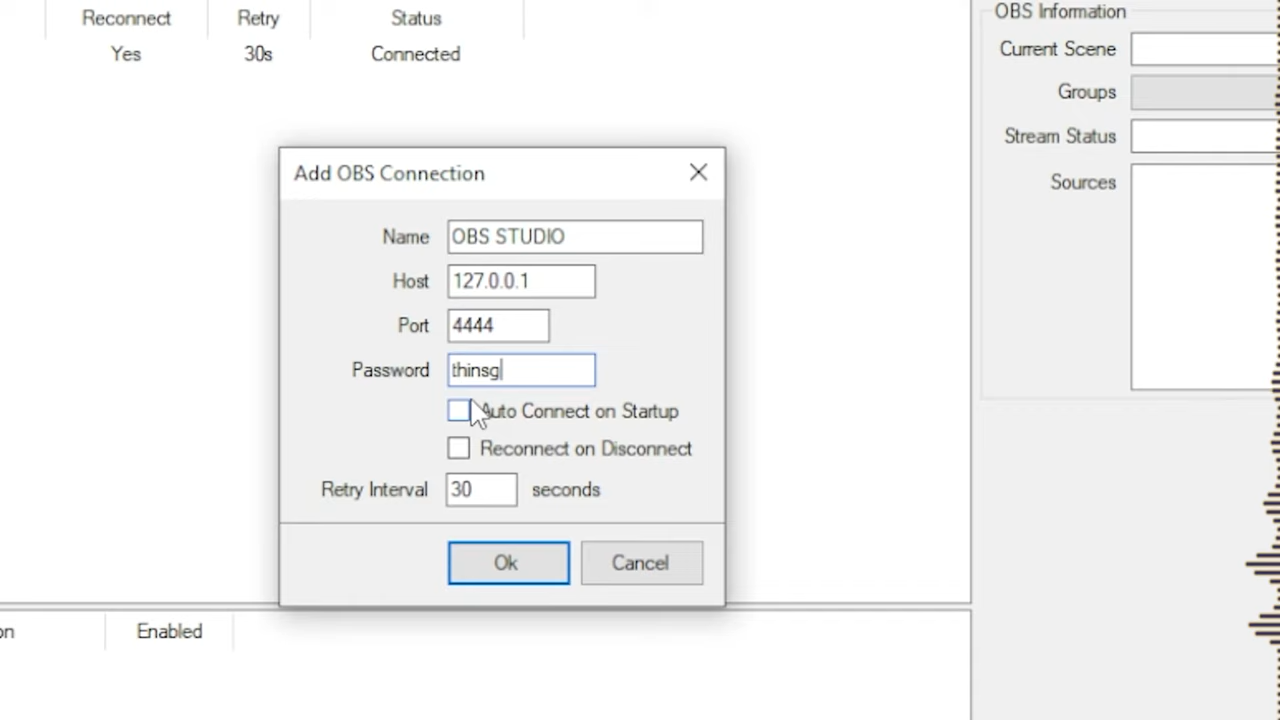 Reconnect Retry Status
Yes 30s Connected
OBS Information
Current Scene
Groups
Stream Status
Sources
Add OBS Connection
Name OBS STUDIO
Host 127.0.0.1
Port 4444
Password thinsg
Auto Connect on Startup
Reconnect on Disconnect
Retry Interval 30 seconds
Ok Cancel
on Enabled